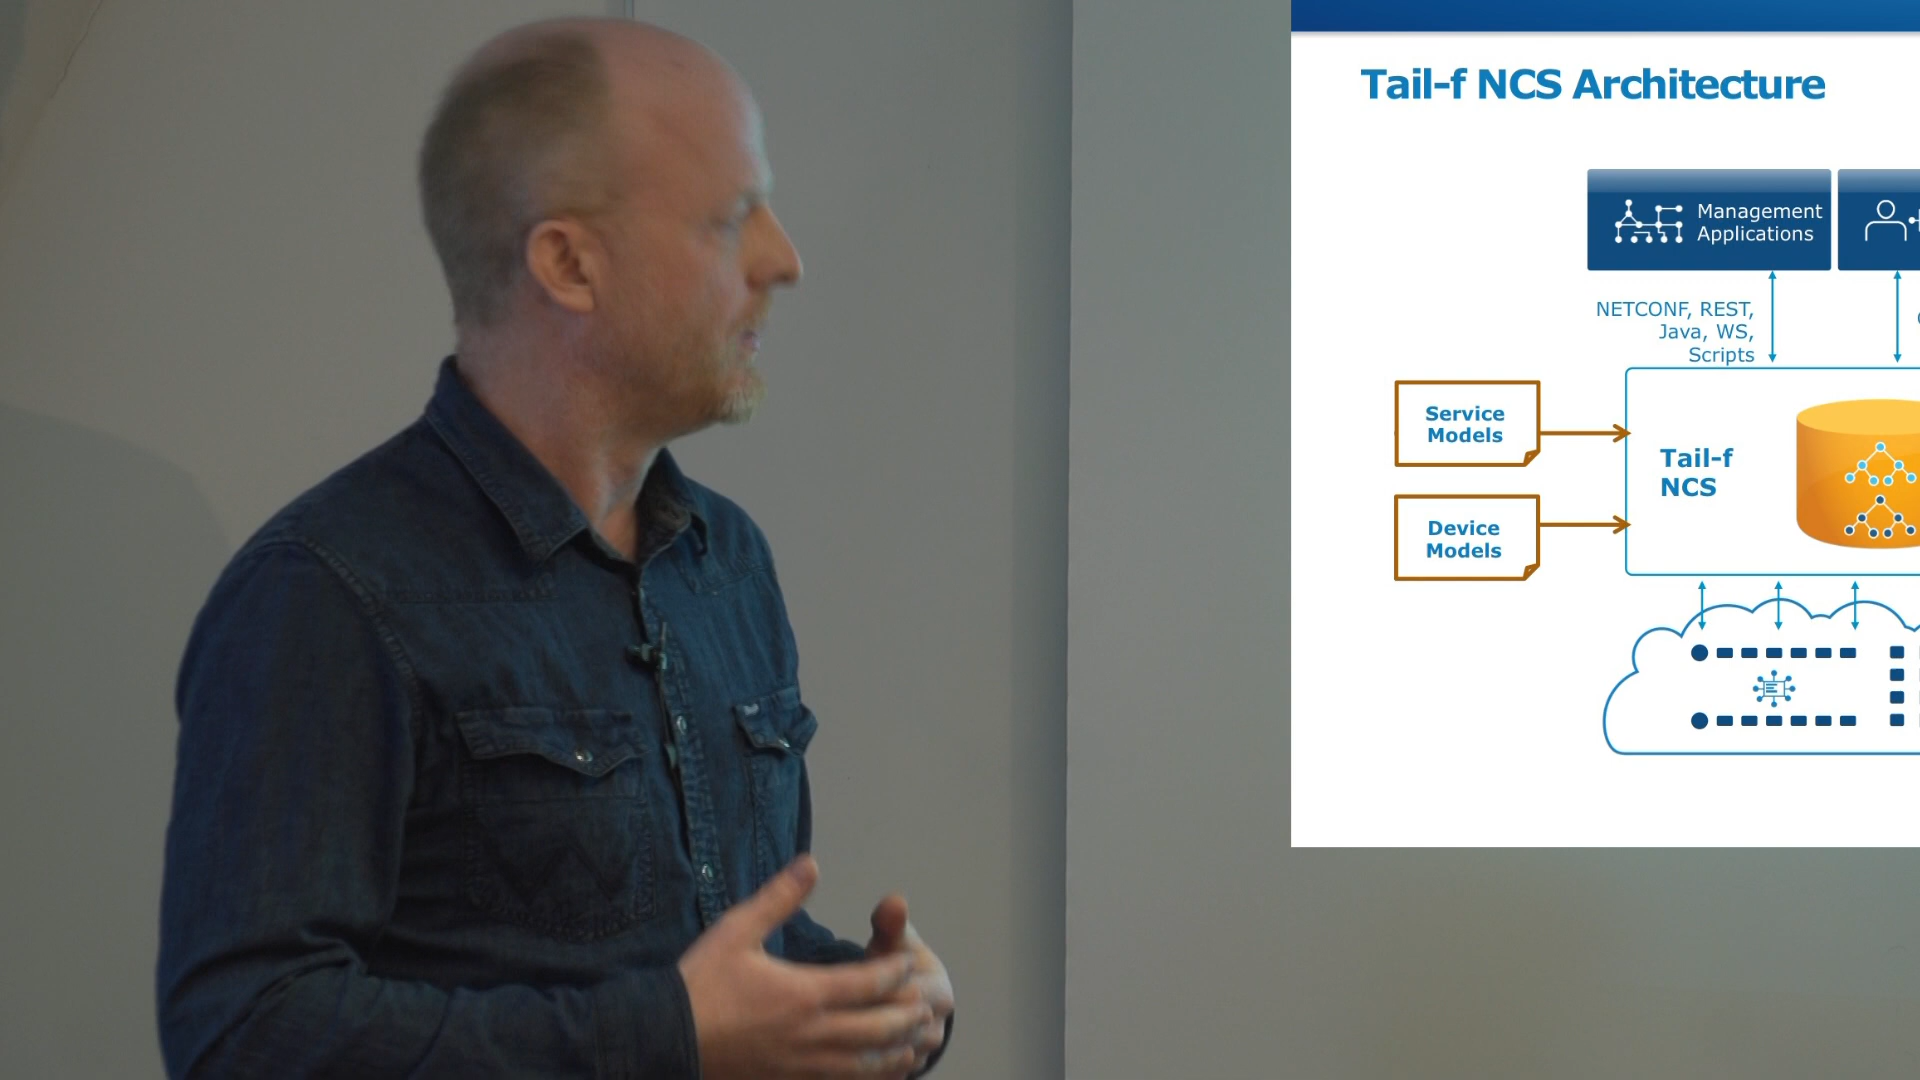 Tail-f NCS Architecture
Management
Applications
NETCONF, REST,
Java, WS,
Scripts
Service
Models
Tail-f
NCS
Device
Models